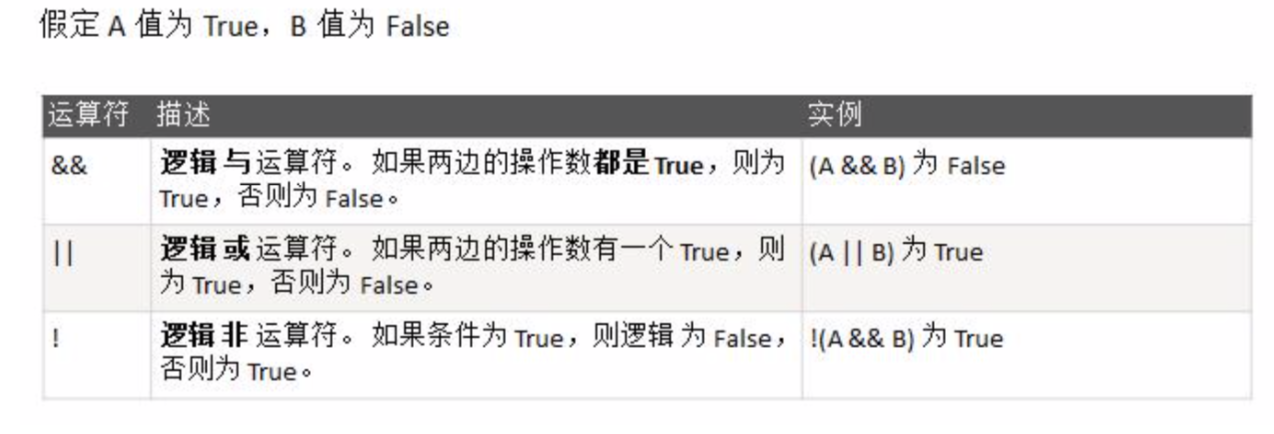 假定 A 值为 True，B 值为 False
运算符 描述 实例
&& 逻辑与运算符。如果两边的操作数都是 True，则为 (A && B) 为 False
True，否则为 False。
|| 逻辑或运算符。如果两边的操作数有一个 True，则 (A || B) 为 True
为 True，否则为 False。
! 逻辑非运算符。如果条件为 True，则逻辑为 False， !(A && B) 为 True
否则为 True。